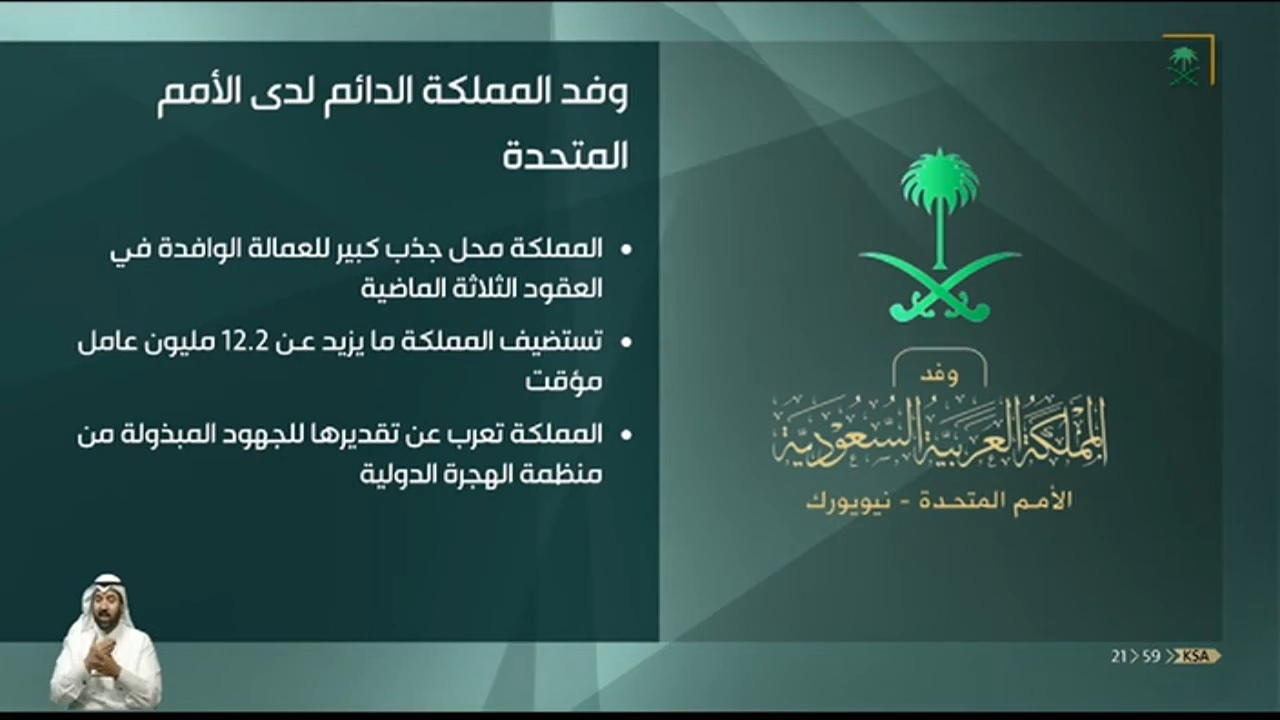 وفد المملكة الدائم لدى الأمم
المتحدة
• المملكة محل جذب كبير للعمالة الوافدة في
العقود الثلاثة الماضية
• تستضيف المملكة ما يزيد عن 12.2 مليون عامل
مؤقت
• المملكة تعرب عن تقديرها للجهود المبذولة من
منظمة الهجرة الدولية
وفد
المملكة العربية السعودية
الأمم المتحدة - نيويورك
21>59 >> KSA